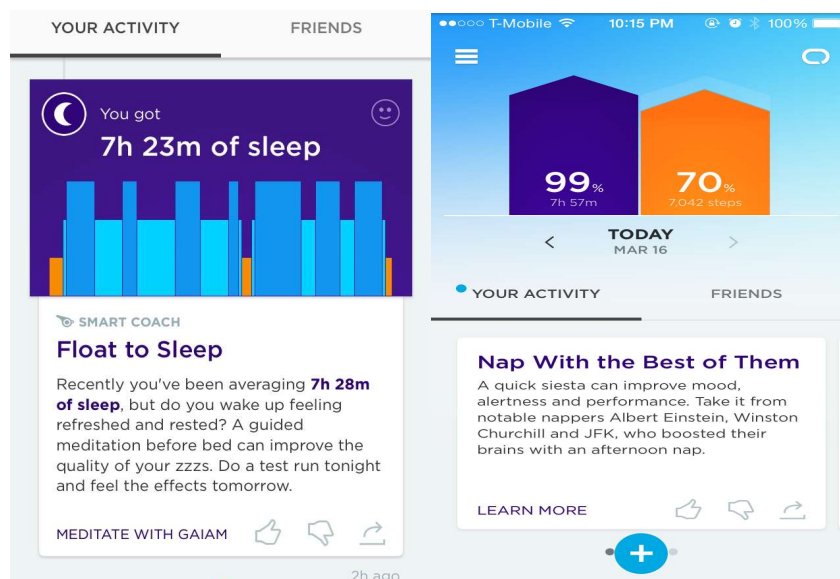 YOUR ACTIVITY FRIENDS
You got
7h 23m of sleep
SMART COACH
Float to Sleep
Recently you've been averaging 7h 28m
of sleep, but do you wake up feeling
refreshed and rested? A guided
meditation before bed can improve the
quality of your zzzs. Do a test run tonight
and feel the effects tomorrow.
MEDITATE WITH GAIAM
2h ago
T-Mobile 10:15 PM 100%
99% 70%
7h 57m 7,042 steps
< TODAY >
MAR 16
YOUR ACTIVITY FRIENDS
Nap With the Best of Them
A quick siesta can improve mood,
alertness and performance. Take it from
notable nappers Albert Einstein, Winston
Churchill and JFK, who boosted their
brains with an afternoon nap.
LEARN MORE
+